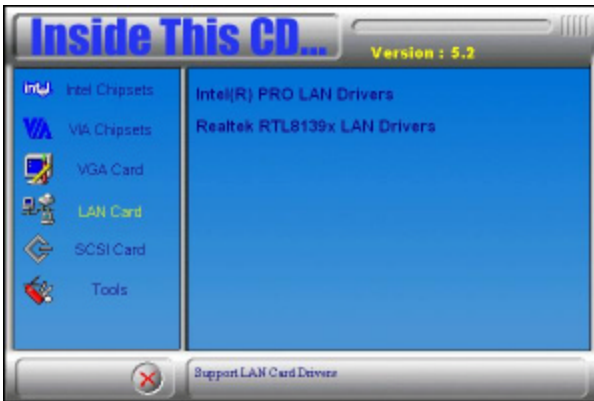 Inside This CD...
Version : 5.2
intel
Intel Chipsets
VIA
VIA Chipsets
VGA Card
LAN Card
SCSI Card
Tools
Intel(R) PRO LAN Drivers
Realtek RTL8139x LAN Drivers
Support LAN Card Drivers